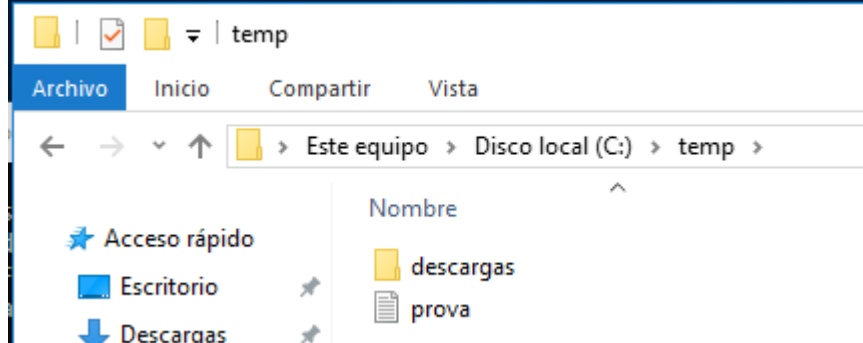 temp
Archivo Inicio Compartir Vista
Este equipo > Disco local (C:) > temp >
Nombre
Acceso rápido
descargas
Escritorio
prova
Descargas